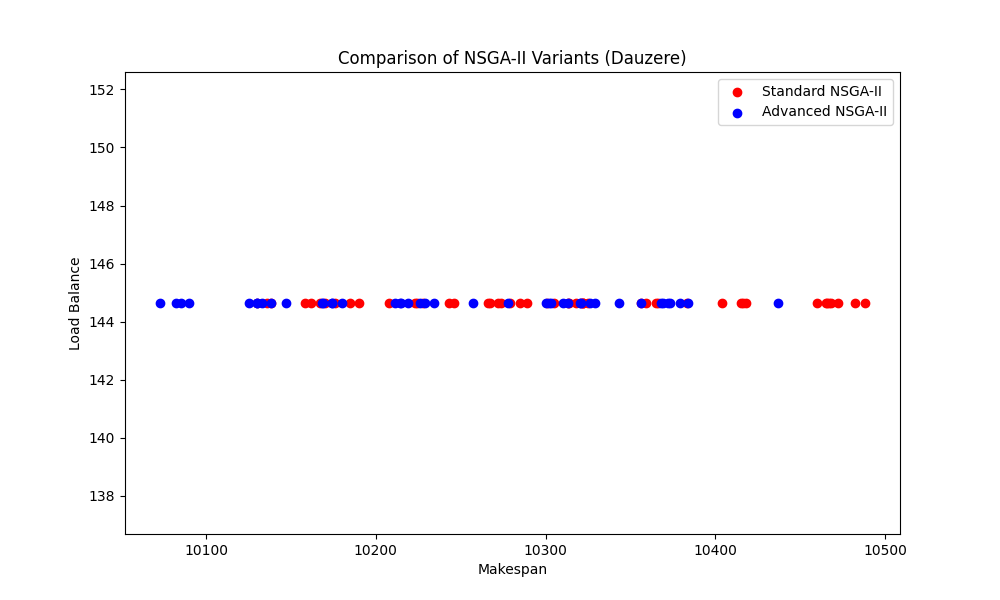 Comparison of NSGA-II Variants (Dauzere)
Standard NSGA-II
Advanced NSGA-II
152
150
148
146
144
142
140
138
Load Balance
10100 10200 10300 10400 10500
Makespan